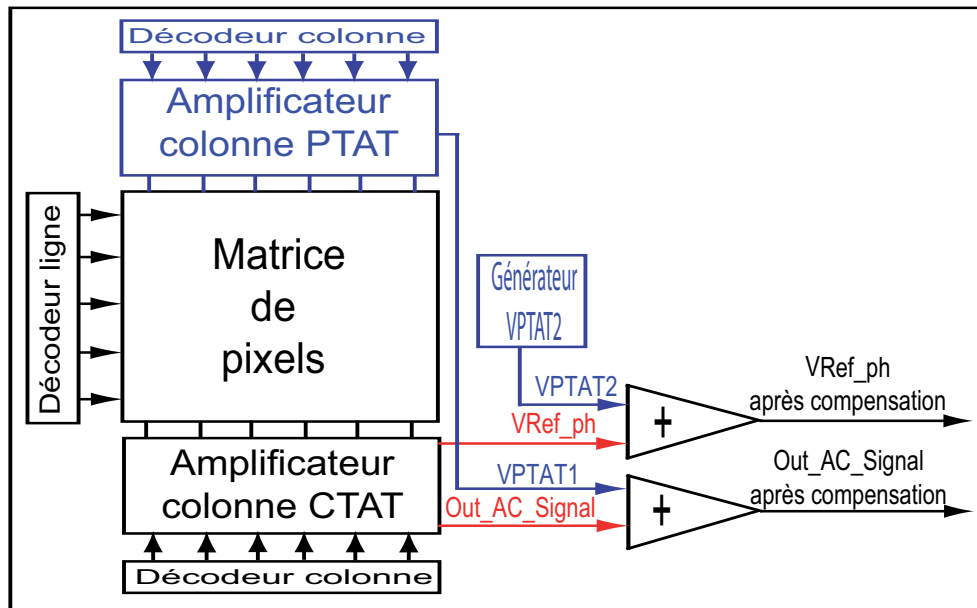 Décodeur colonne
Amplificateur
colonne PTAT
Décodeur ligne
Matrice
de
pixels
Générateur
VPTAT2
VPTAT2
VRef_ph
+
VRef_ph
après compensation
Amplificateur
colonne CTAT
VPTAT1
Out_AC_Signal
+
Out_AC_Signal
après compensation
Décodeur colonne